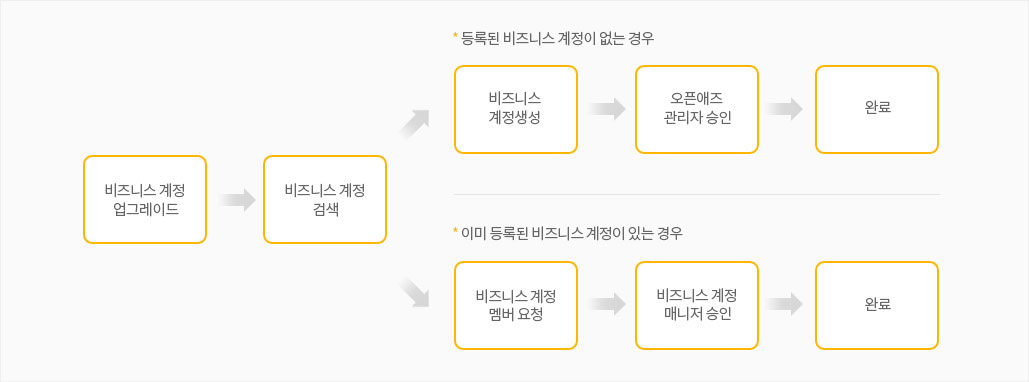 비즈니스 계정
업그레이드
비즈니스 계정
검색
* 등록된 비즈니스 계정이 없는 경우
비즈니스
계정생성
오픈애즈
관리자 승인
완료
* 이미 등록된 비즈니스 계정이 있는 경우
비즈니스 계정
멤버 요청
비즈니스 계정
매니저 승인
완료